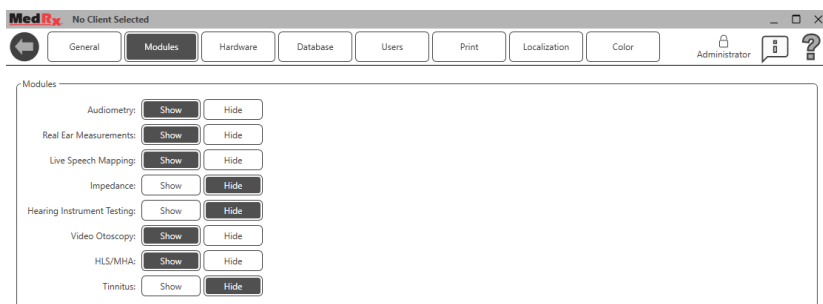 MedRx No Client Selected
General Modules Hardware Database Users Print Localization Color Administrator i ?
Modules
Audiometry: Show Hide
Real Ear Measurements: Show Hide
Live Speech Mapping: Show Hide
Impedance: Show Hide
Hearing Instrument Testing: Show Hide
Video Otoscopy: Show Hide
HLS/MHA: Show Hide
Tinnitus: Show Hide